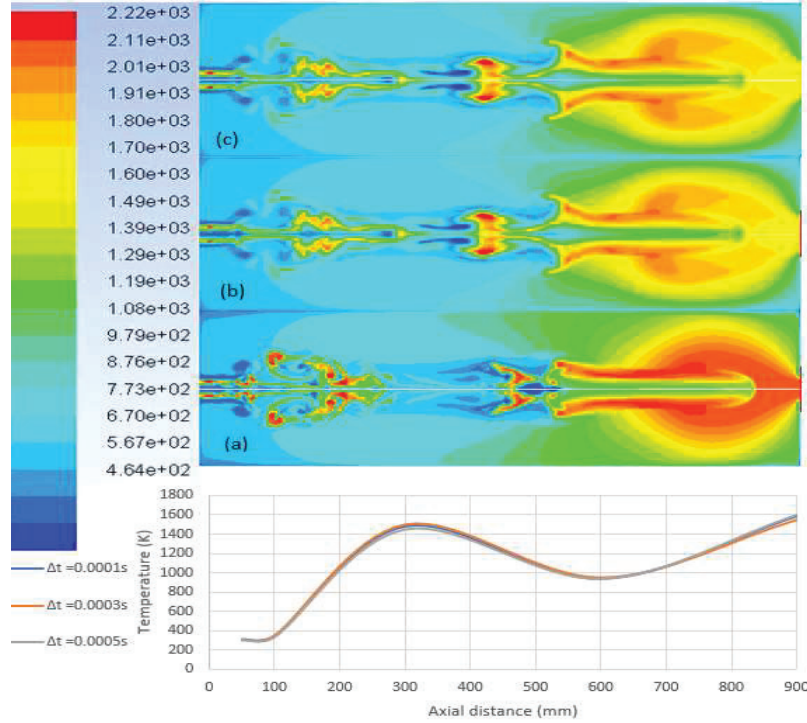 2.22e+03
2.11e+03
2.01e+03
1.91e+03
1.80e+03
1.70e+03
1.60e+03
1.49e+03
1.39e+03
1.29e+03
1.19e+03
1.08e+03
9.79e+02
8.76e+02
7.73e+02
6.70e+02
5.67e+02
4.64e+02
(c)
(b)
(a)
Δt =0.0001s
Δt =0.0003s
Δt =0.0005s
Temperature (K)
1800
1600
1400
1200
1000
800
600
400
200
0
0 100 200 300 400 500 600 700 800 900
Axial distance (mm)